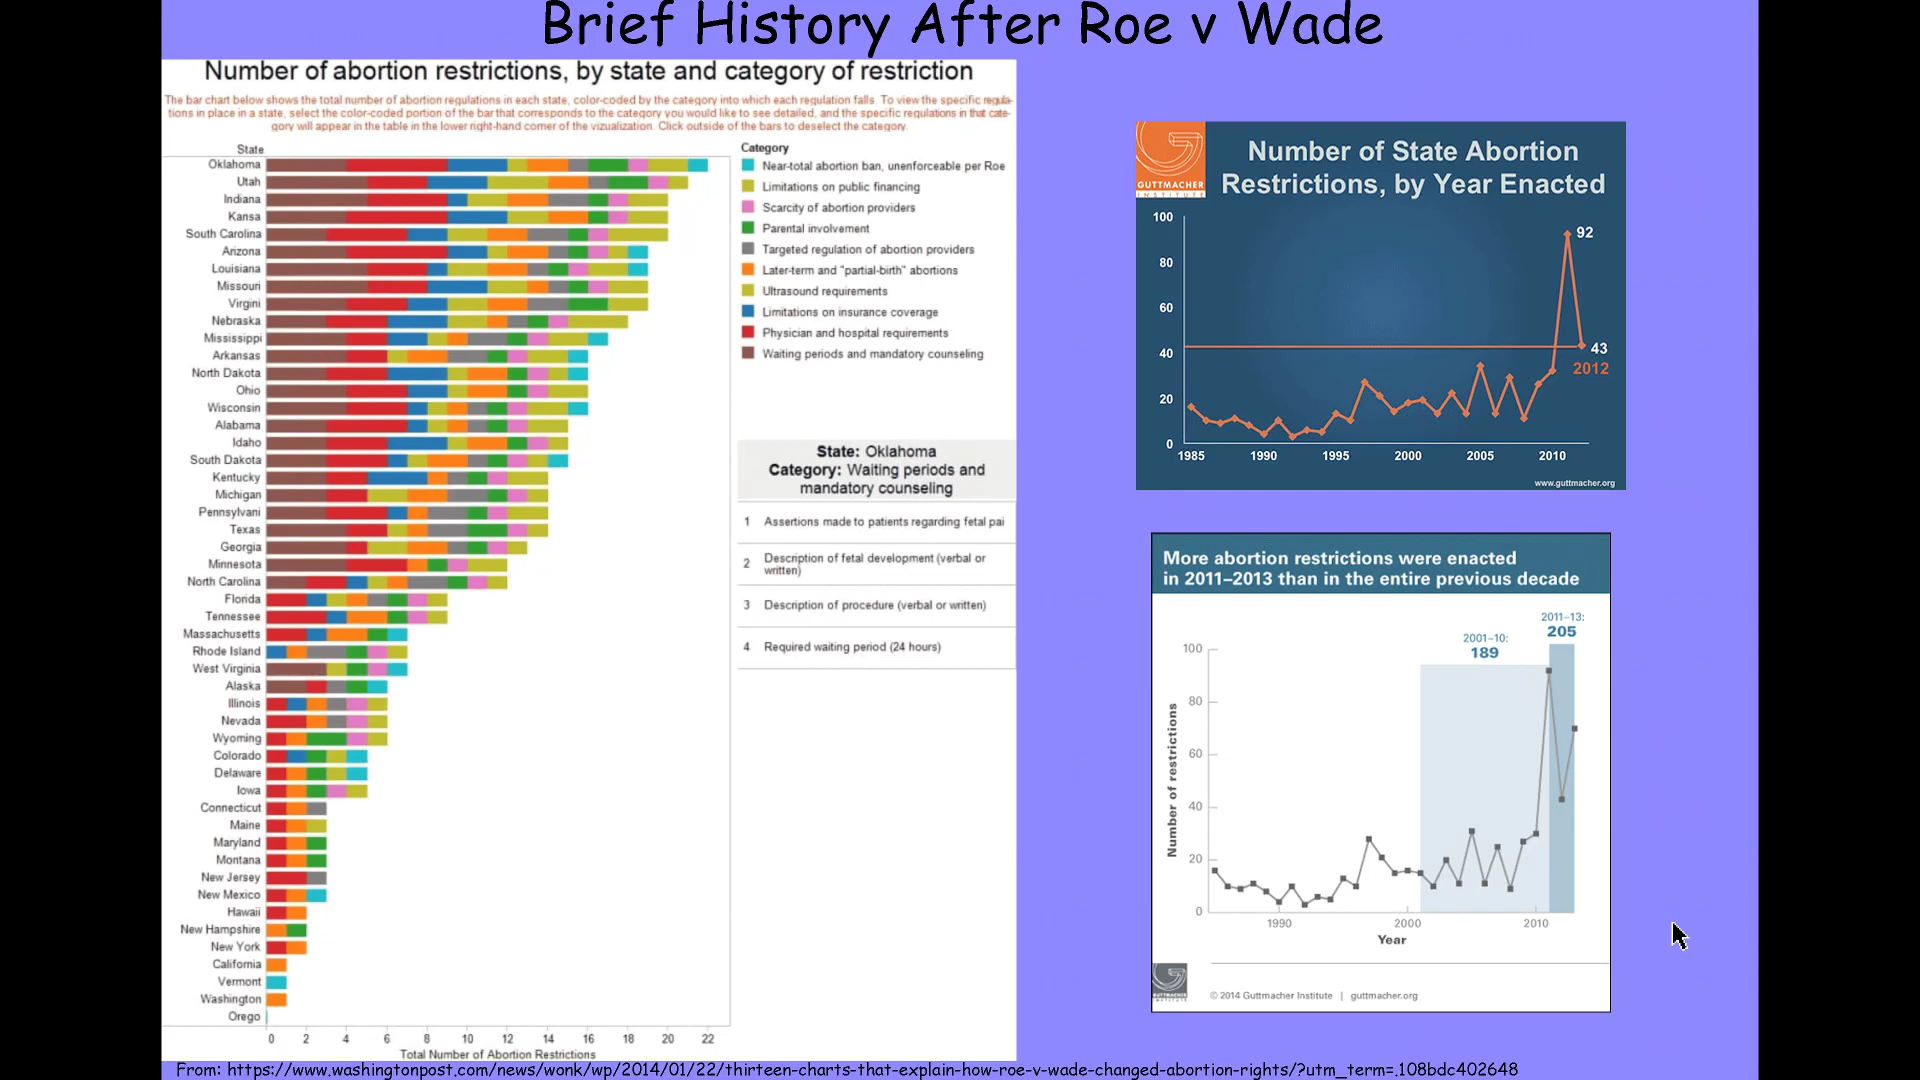 Brief History After Roe v Wade
Number of abortion restrictions, by state and category of restriction
The bar chart below shows the total number of abortion regulations in each state, color-coded by the category into which each regulation falls. To view the specific regula-
tions in place in a state, select the color-coded portion of the bar that corresponds to the category you would like to see detailed, and the specific regulations in that cate-
gory will appear in the table in the lower right-hand corner of the vizualization. Click outside of the bars to deselect the category.
State
Oklahoma
Utah
Indiana
Kansa
South Carolina
Arizona
Louisiana
Missouri
Virgini
Nebraska
Mississippi
Arkansas
North Dakota
Ohio
Wisconsin
Alabama
Idaho
South Dakota
Kentucky
Michigan
Pennsylvani
Texas
Georgia
Minnesota
North Carolina
Florida
Tennessee
Massachusetts
Rhode Island
West Virginia
Alaska
Illinois
Nevada
Wyoming
Colorado
Delaware
Iowa
Connecticut
Maine
Maryland
Montana
New Jersey
New Mexico
Hawaii
New Hampshire
New York
California
Vermont
Washington
Orego
0 2 4 6 8 10 12 14 16 18 20 22
Total Number of Abortion Restrictions
Category
Near-total abortion ban, unenforceable per Roe
Limitations on public financing
Scarcity of abortion providers
Parental involvement
Targeted regulation of abortion providers
Later-term and "partial-birth" abortions
Ultrasound requirements
Limitations on insurance coverage
Physician and hospital requirements
Waiting periods and mandatory counseling
State: Oklahoma
Category: Waiting periods and
mandatory counseling
1 Assertions made to patients regarding fetal pai
2 Description of fetal development (verbal or
written)
3 Description of procedure (verbal or written)
4 Required waiting period (24 hours)
GUTTMACHER
INSTITUTE
Number of State Abortion
Restrictions, by Year Enacted
100
80
60
40
20
0
92
43
2012
1985 1990 1995 2000 2005 2010
www.guttmacher.org
More abortion restrictions were enacted
in 2011–2013 than in the entire previous decade
2011–13:
205
2001–10:
189
100
80
60
40
20
0
Number of restrictions
1990 2000 2010
Year
GUTTMACHER
INSTITUTE
© 2014 Guttmacher Institute | guttmacher.org
From: https://www.washingtonpost.com/news/wonk/wp/2014/01/22/thirteen-charts-that-explain-how-roe-v-wade-changed-abortion-rights/?utm_term=.108bdc402648